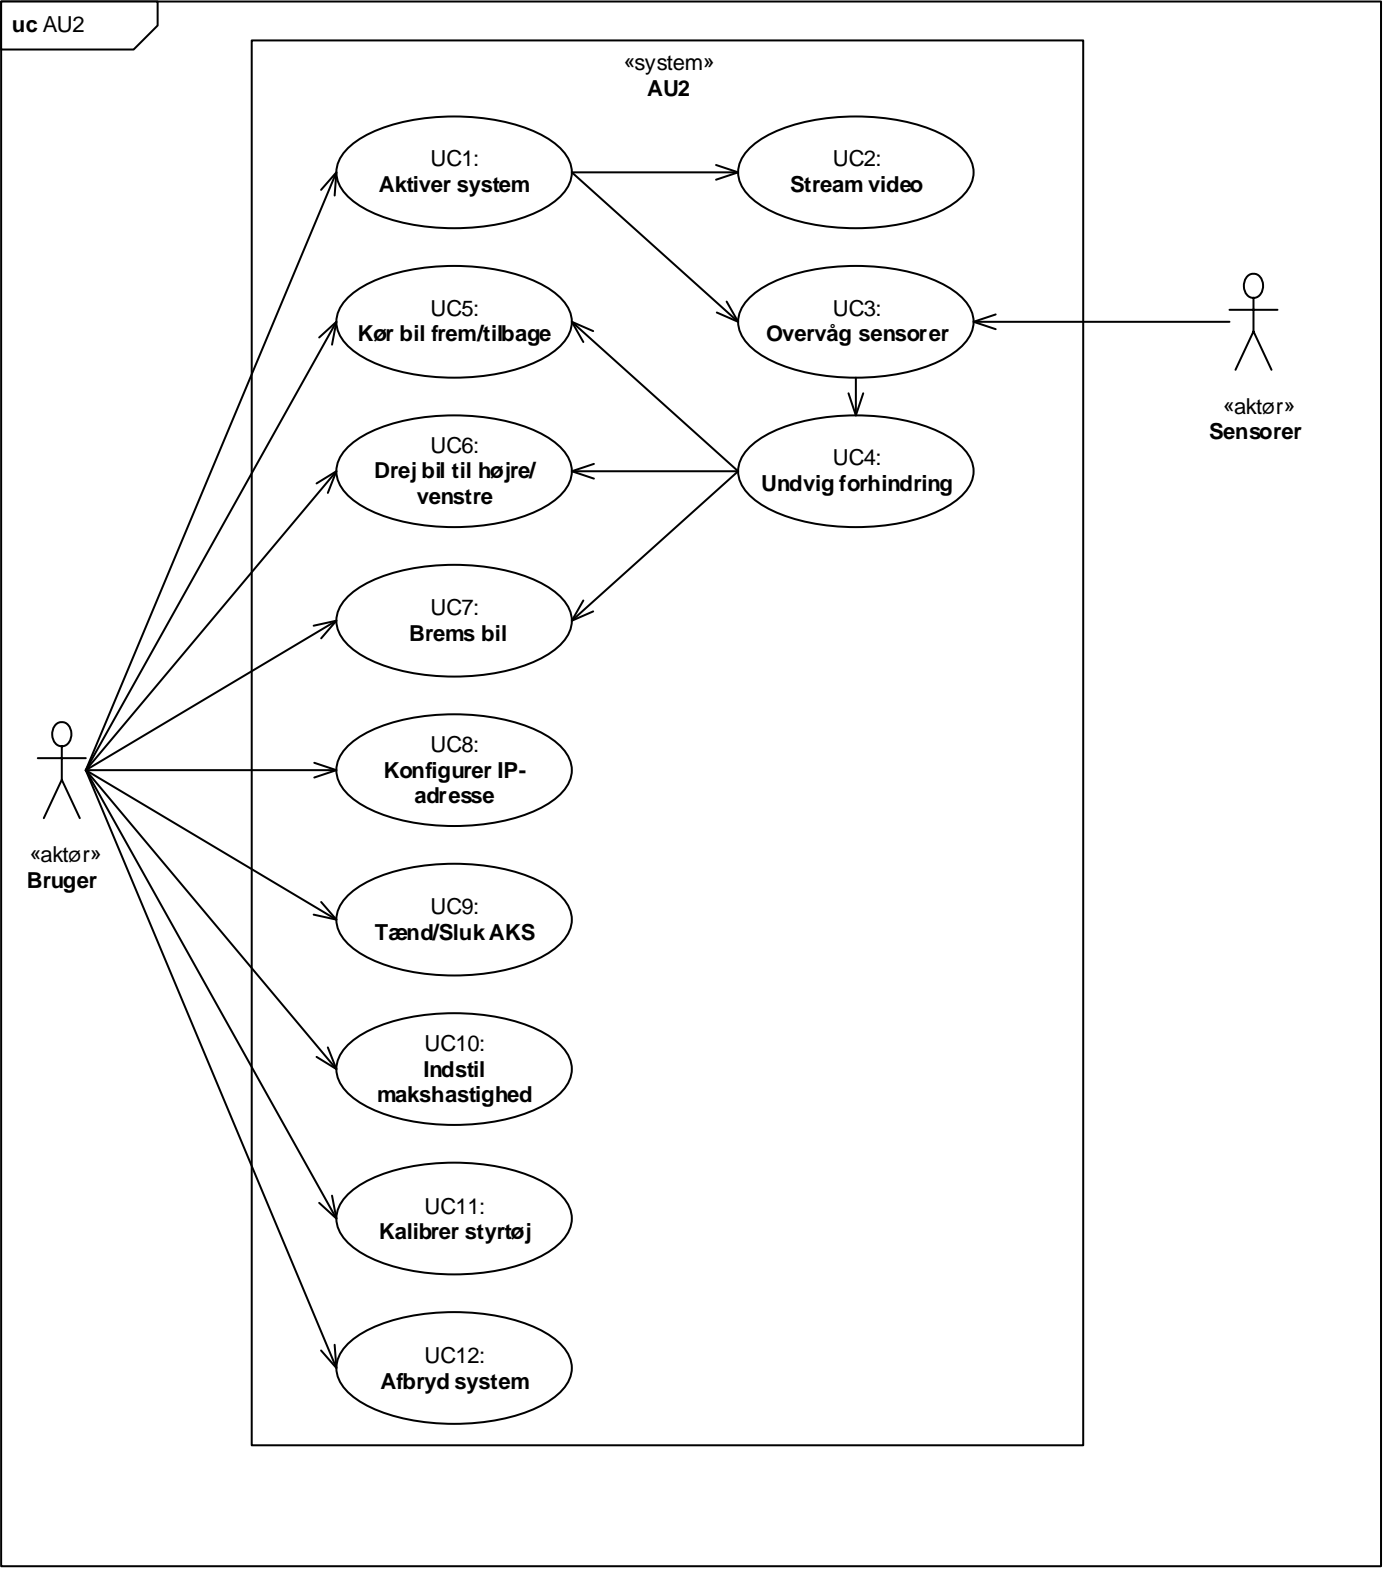 uc AU2
«system»
AU2
UC1:
Aktiver system
UC2:
Stream video
UC5:
Kør bil frem/tilbage
UC3:
Overvåg sensorer
«aktør»
Sensorer
UC6:
Drej bil til højre/
venstre
UC4:
Undvig forhindring
UC7:
Brems bil
UC8:
Konfigurer IP-
adresse
«aktør»
Bruger
UC9:
Tænd/Sluk AKS
UC10:
Indstil
makshastighed
UC11:
Kalibrer styrtøj
UC12:
Afbryd system